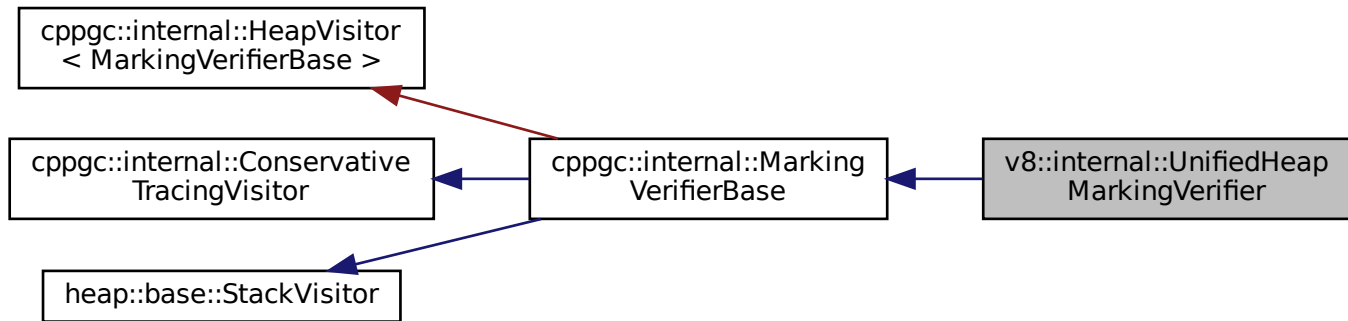 cppgc::internal::HeapVisitor
< MarkingVerifierBase >
cppgc::internal::Conservative
TracingVisitor
heap::base::StackVisitor
cppgc::internal::Marking
VerifierBase
v8::internal::UnifiedHeap
MarkingVerifier